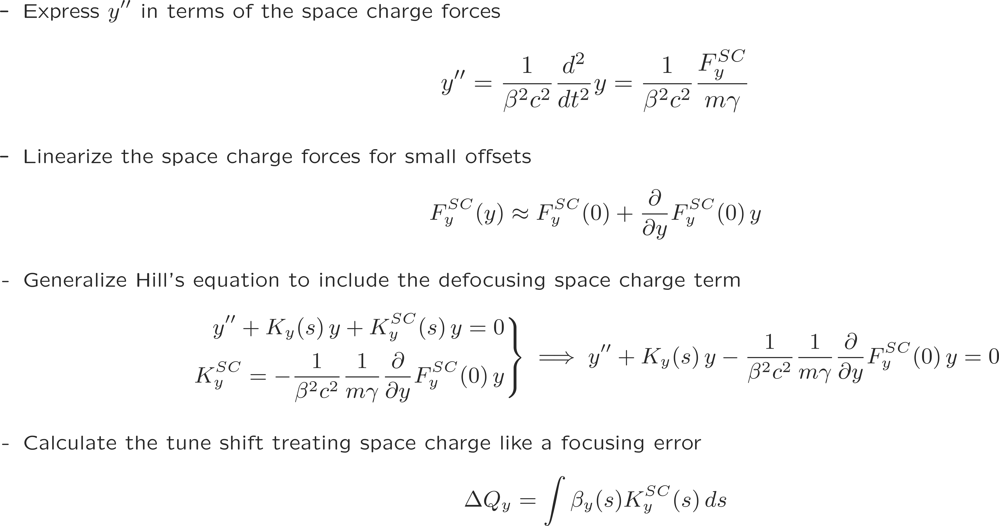 - Express $y''$ in terms of the space charge forces
$y'' = \frac{1}{\beta^2 c^2} \frac{d^2}{dt^2} y = \frac{1}{\beta^2 c^2} \frac{F_y^{SC}}{m\gamma}$
- Linearize the space charge forces for small offsets
$F_y^{SC}(y) \approx F_y^{SC}(0) + \frac{\partial}{\partial y} F_y^{SC}(0)\, y$
- Generalize Hill's equation to include the defocusing space charge term
$\left. \begin{array}{r} y'' + K_y(s)\, y + K_y^{SC}(s)\, y = 0 \\ K_y^{SC} = -\frac{1}{\beta^2 c^2} \frac{1}{m\gamma} \frac{\partial}{\partial y} F_y^{SC}(0)\, y \end{array} \right\} \Longrightarrow y'' + K_y(s)\, y - \frac{1}{\beta^2 c^2} \frac{1}{m\gamma} \frac{\partial}{\partial y} F_y^{SC}(0)\, y = 0$
- Calculate the tune shift treating space charge like a focusing error
$\Delta Q_y = \int \beta_y(s) K_y^{SC}(s)\, ds$